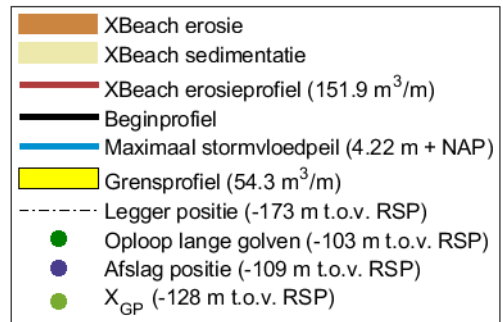 XBeach erosie
XBeach sedimentatie
XBeach erosieprofiel (151.9 m³/m)
Beginprofiel
Maximaal stormvloedpeil (4.22 m + NAP)
Grensprofiel (54.3 m³/m)
Legger positie (-173 m t.o.v. RSP)
Oploop lange golven (-103 m t.o.v. RSP)
Afslag positie (-109 m t.o.v. RSP)
X_GP (-128 m t.o.v. RSP)